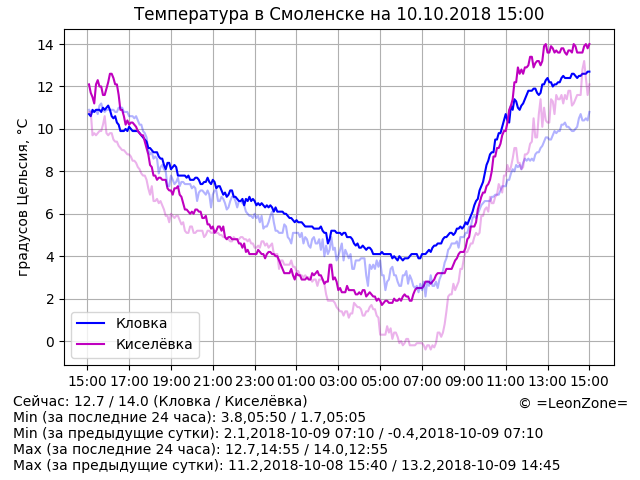 Температура в Смоленске на 10.10.2018 15:00
градусов Цельсия, °C
14
12
10
8
6
4
2
0
Кловка
Киселёвка
15:00 17:00 19:00 21:00 23:00 01:00 03:00 05:00 07:00 09:00 11:00 13:00 15:00
Сейчас: 12.7 / 14.0 (Кловка / Киселёвка)
© =LeonZone=
Min (за последние 24 часа): 3.8,05:50 / 1.7,05:05
Min (за предыдущие сутки): 2.1,2018-10-09 07:10 / -0.4,2018-10-09 07:10
Max (за последние 24 часа): 12.7,14:55 / 14.0,12:55
Max (за предыдущие сутки): 11.2,2018-10-08 15:40 / 13.2,2018-10-09 14:45